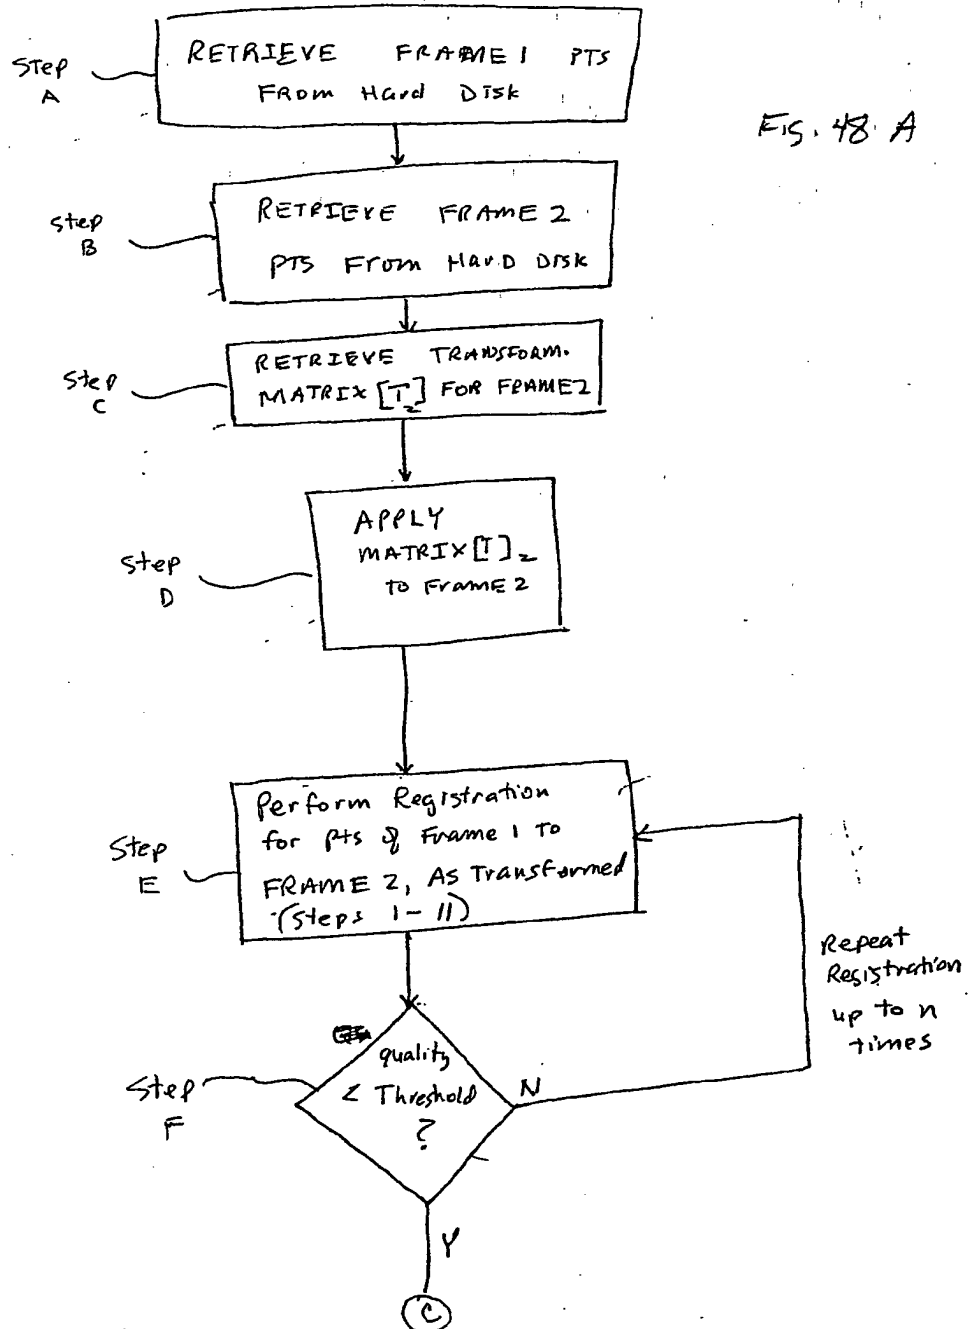 Step
A
RETRIEVE FRAME 1 PTS
FROM Hard Disk
Fig. 48 A
Step
B
RETRIEVE FRAME 2
PTS From HarD DISK
Step
C
RETRIEVE TRANSFORM.
MATRIX [T2] FOR FRAME 2
Step
D
APPLY
MATRIX [T]2
to FramE 2
Step
E
Perform Registration
for pts of Frame 1 To
FRAME 2, As Transformed
(Steps 1-11)
Repeat
Registration
up to n
times
Step
F
quality
< Threshold
?
N
Y
C